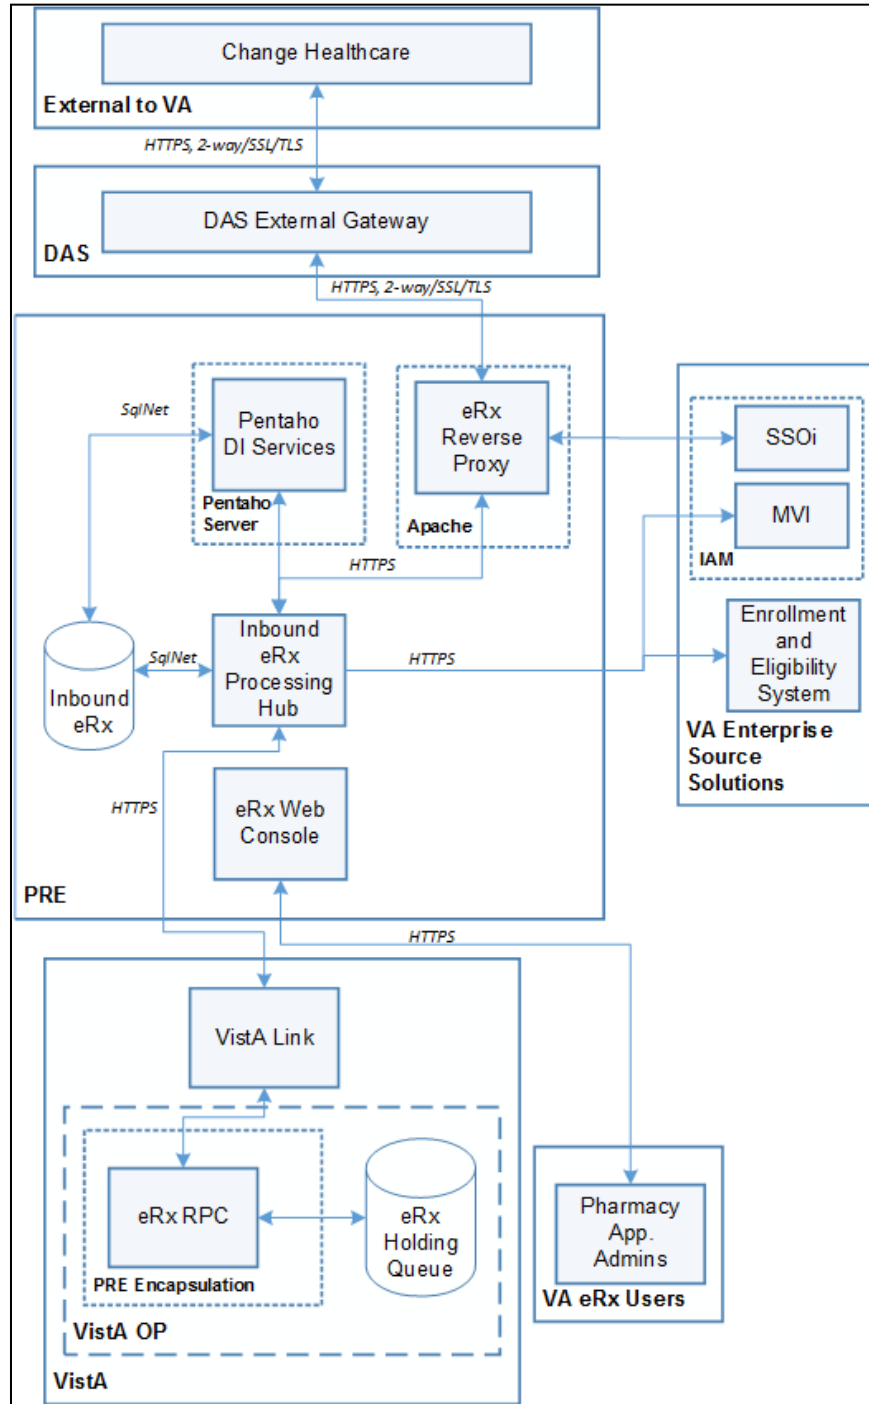 Change Healthcare
External to VA
HTTPS, 2-way/SSL/TLS
DAS External Gateway
DAS
HTTPS, 2-way/SSL/TLS
SqlNet
Pentaho
DI Services
Pentaho
Server
eRx
Reverse
Proxy
Apache
HTTPS
SSOi
MVI
IAM
Enrollment
and
Eligibility
System
VA Enterprise
Source
Solutions
Inbound
eRx
SqlNet
Inbound
eRx
Processing
Hub
HTTPS
HTTPS
eRx Web
Console
PRE
HTTPS
VistA Link
eRx RPC
PRE Encapsulation
eRx
Holding
Queue
VistA OP
VistA
Pharmacy
App.
Admins
VA eRx Users